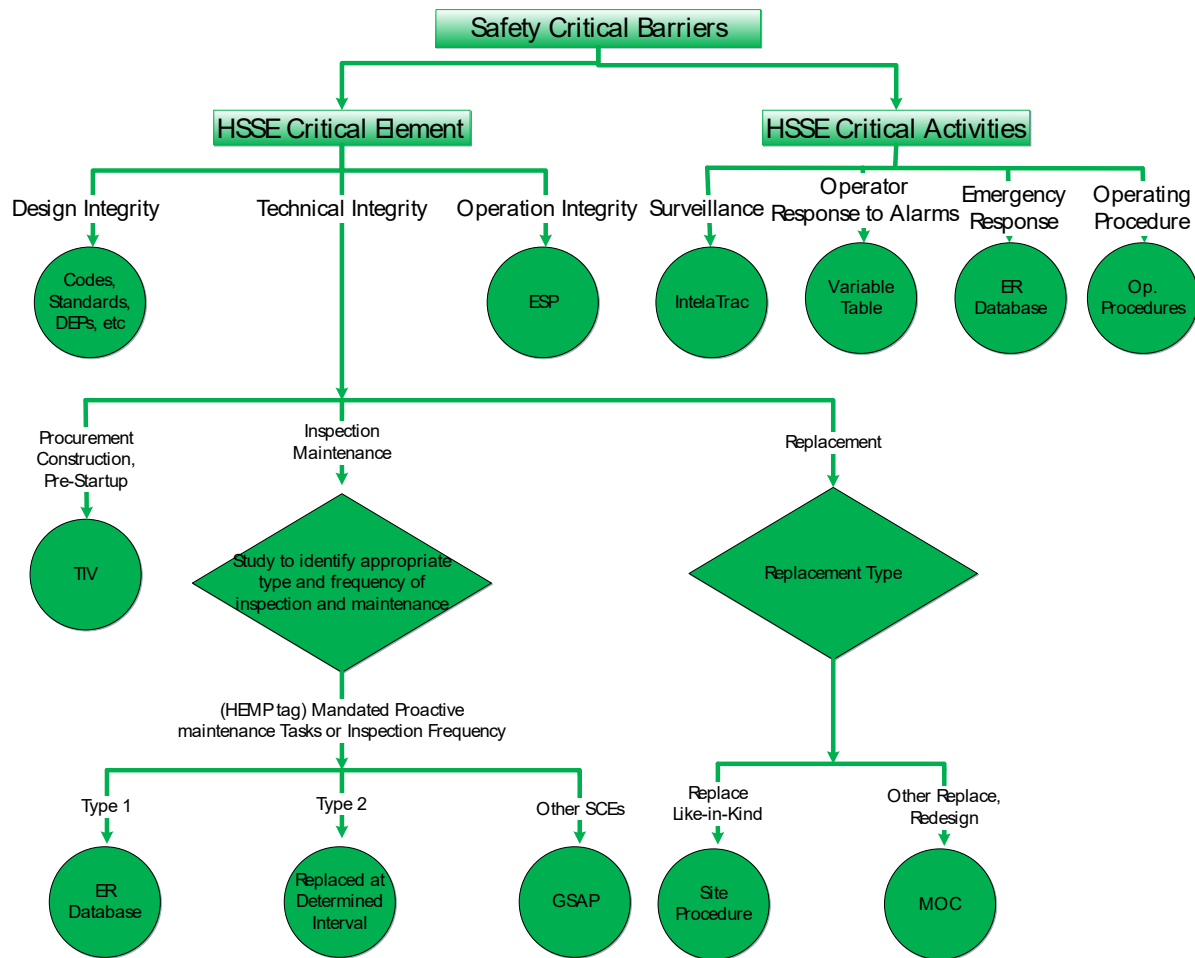 Safety Critical Barriers
HSSE Critical Element
HSSE Critical Activities
Design Integrity
Technical Integrity
Operation Integrity
Surveillance
Operator
Response to Alarms
Emergency
Response
Operating
Procedure
Codes,
Standards,
DEPs, etc
ESP
IntelaTrac
Variable
Table
ER
Database
Op.
Procedures
Procurement
Construction,
Pre-Startup
Inspection
Maintenance
Replacement
TIV
Study to identify appropriate
type and frequency of
inspection and maintenance
Replacement Type
(HEMP tag) Mandated Proactive
maintenance Tasks or Inspection Frequency
Type 1
Type 2
Other SCEs
Replace
Like-in-Kind
Other Replace,
Redesign
ER
Database
Replaced at
Determined
Interval
GSAP
Site
Procedure
MOC